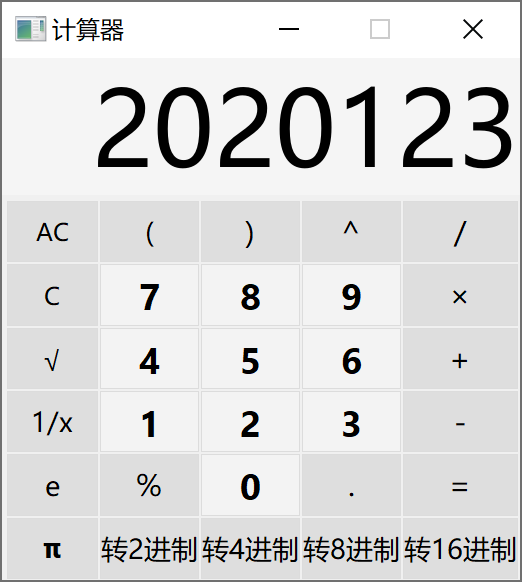 计算器
2020123
AC ( ) ^ /
C 7 8 9 ×
√ 4 5 6 +
1/x 1 2 3 -
e % 0 . =
π 转2进制 转4进制 转8进制 转16进制